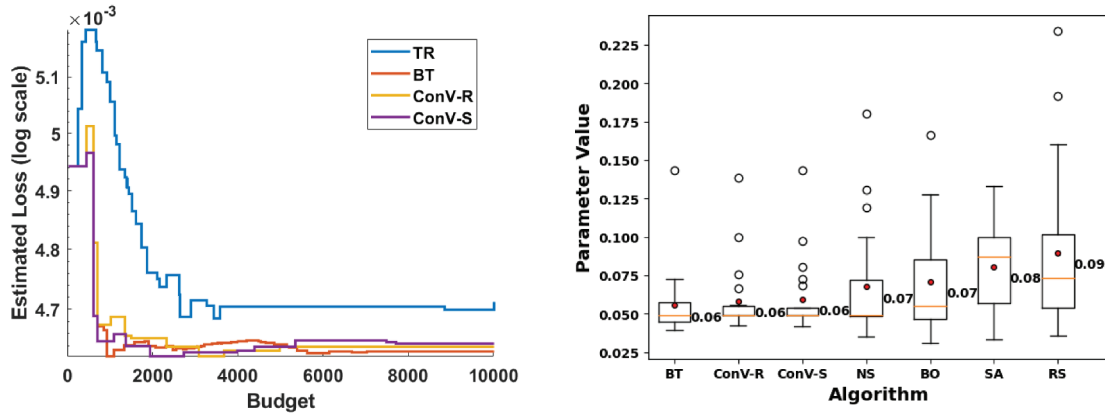 ×10⁻³
5.1
5
4.9
4.8
4.7
Estimated Loss (log scale)
TR
BT
ConV-R
ConV-S
0 2000 4000 6000 8000 10000
Budget
0.225
0.200
0.175
0.150
0.125
0.100
0.075
0.050
0.025
Parameter Value
0.06 0.06 0.06 0.07 0.07 0.08 0.09
BT ConV-R ConV-S NS BO SA RS
Algorithm